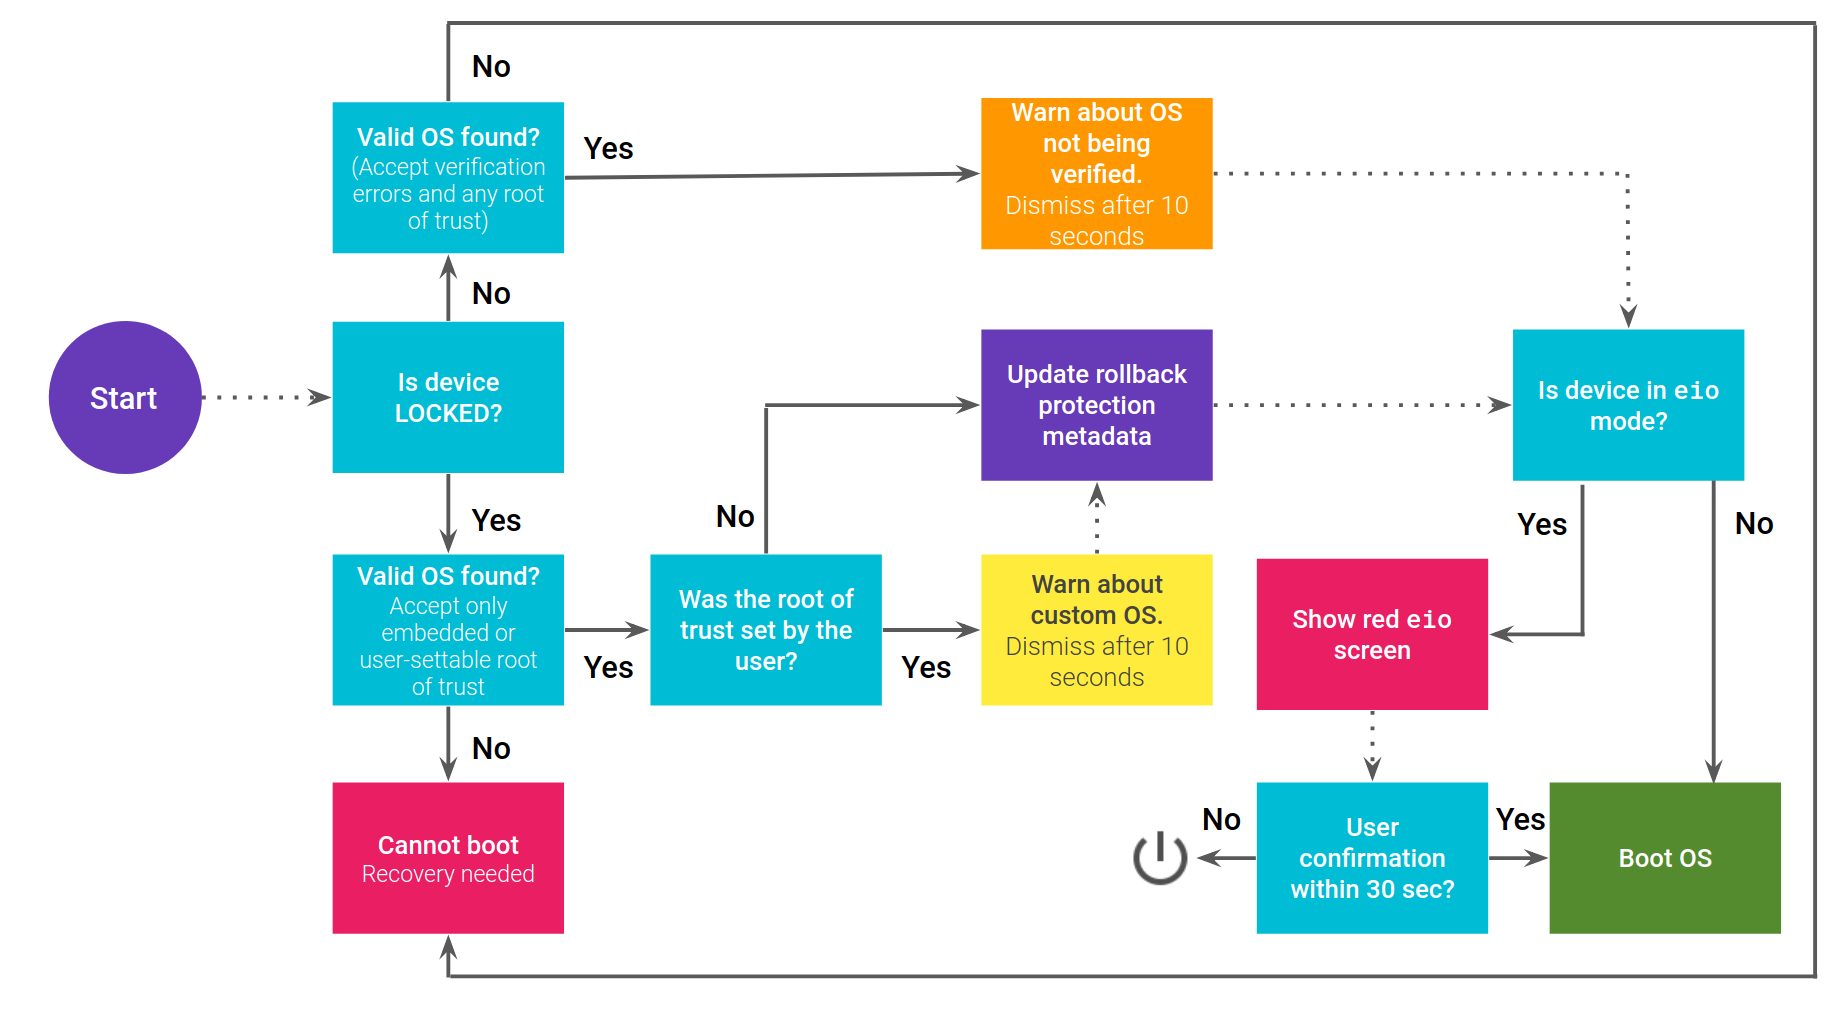 No
Valid OS found?
(Accept verification
errors and any root
of trust)
Yes
Warn about OS
not being
verified.
Dismiss after 10
seconds
No
Start
Is device
LOCKED?
Update rollback
protection
metadata
Is device in eio
mode?
Yes
No
Yes
No
Valid OS found?
Accept only
embedded or
user-settable root
of trust
Yes
Was the root of
trust set by the
user?
Yes
Warn about
custom OS.
Dismiss after 10
seconds
Show red eio
screen
No
Cannot boot
Recovery needed
No
User
confirmation
within 30 sec?
Yes
Boot OS